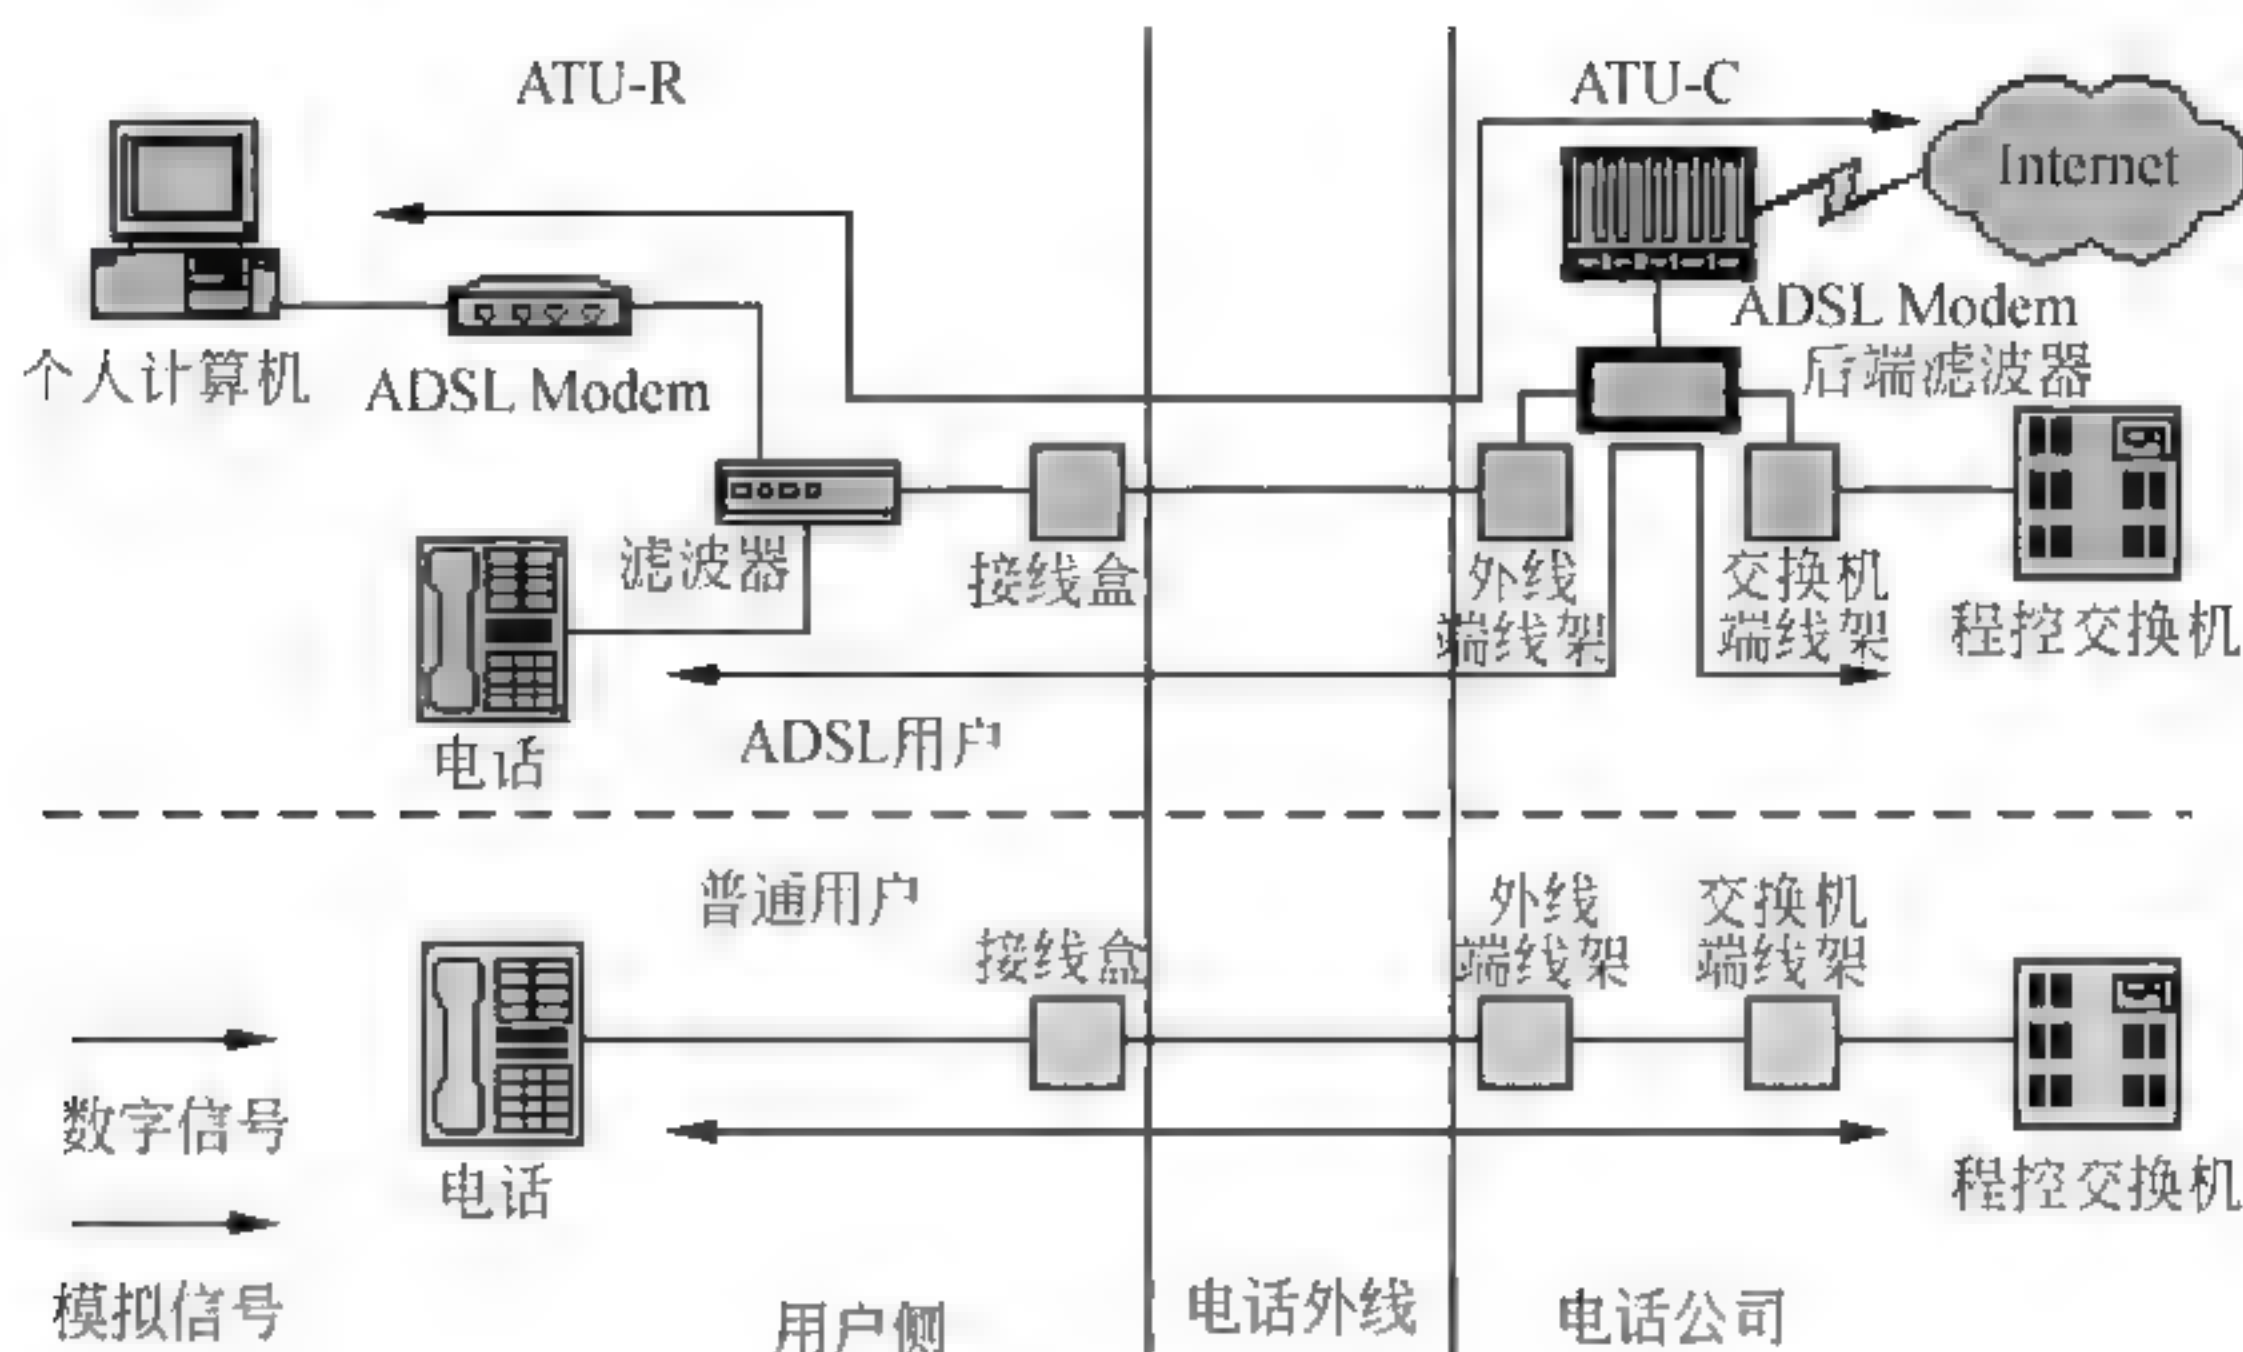 ATU-R
ATU-C
Internet
个人计算机
ADSL Modem
ADSL Modem
后端滤波器
滤波器
接线盒
外线
端线架
交换机
端线架
程控交换机
电话
ADSL用户
普通用户
接线盒
外线
端线架
交换机
端线架
数字信号
电话
程控交换机
模拟信号
用户侧
电话外线
电话公司